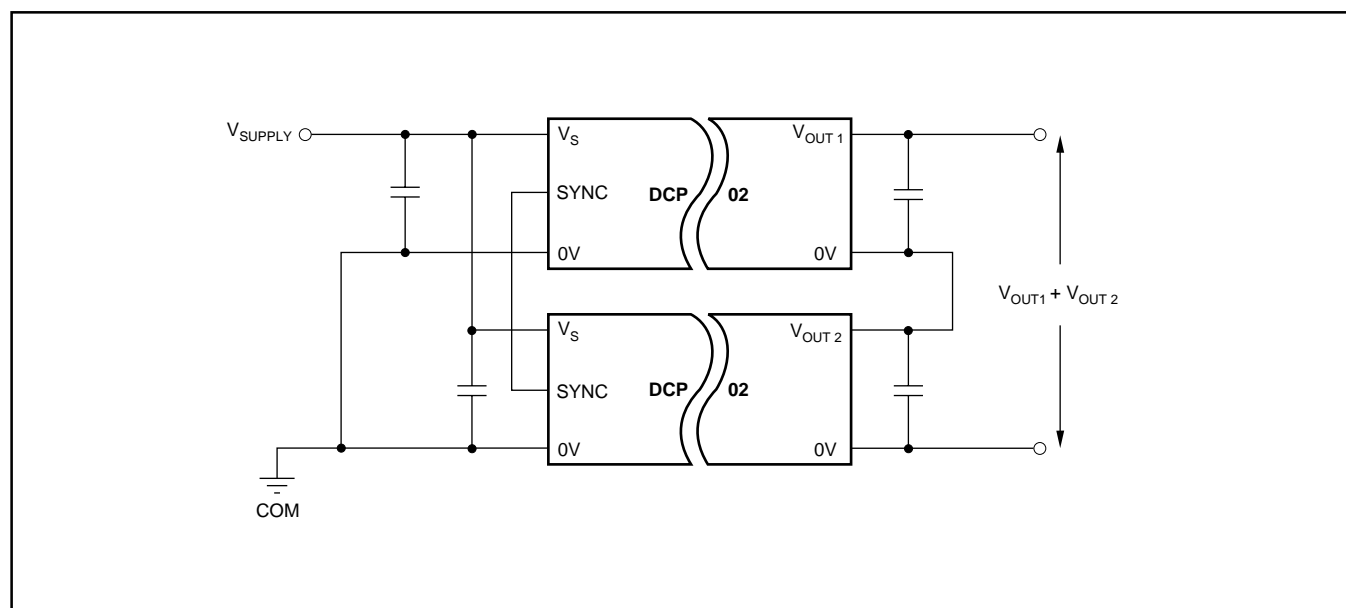 V_SUPPLY
V_S
SYNC
0V
DCP
02
V_OUT 1
0V
V_S
SYNC
0V
DCP
02
V_OUT 2
0V
V_OUT1 + V_OUT 2
COM